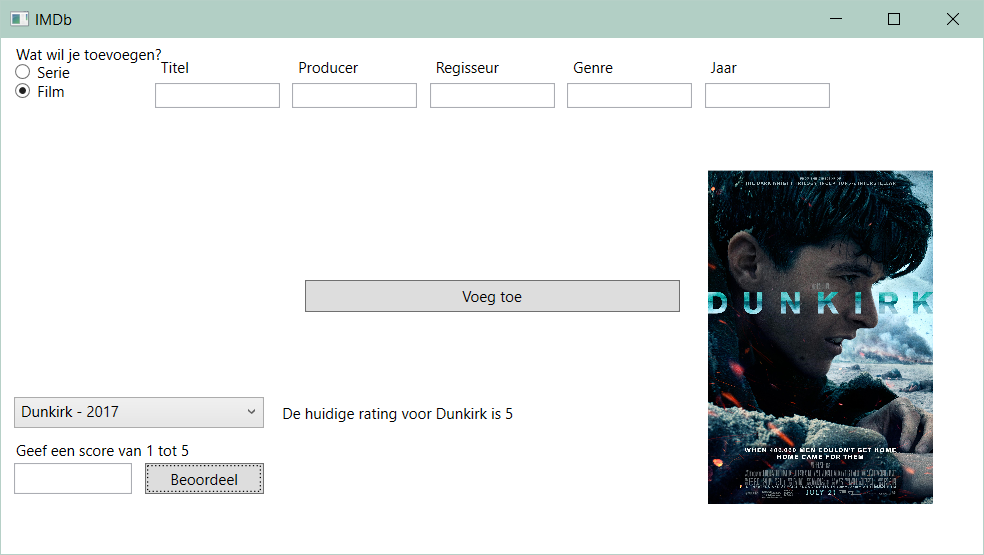 IMDb
Wat wil je toevoegen?
Serie
Film
Titel
Producer
Regisseur
Genre
Jaar
DUNKIRK
Voeg toe
WHEN 400,000 MEN COULDN'T GET HOME,
HOME CAME FOR THEM
JULY 21
Dunkirk - 2017
De huidige rating voor Dunkirk is 5
Geef een score van 1 tot 5
Beoordeel